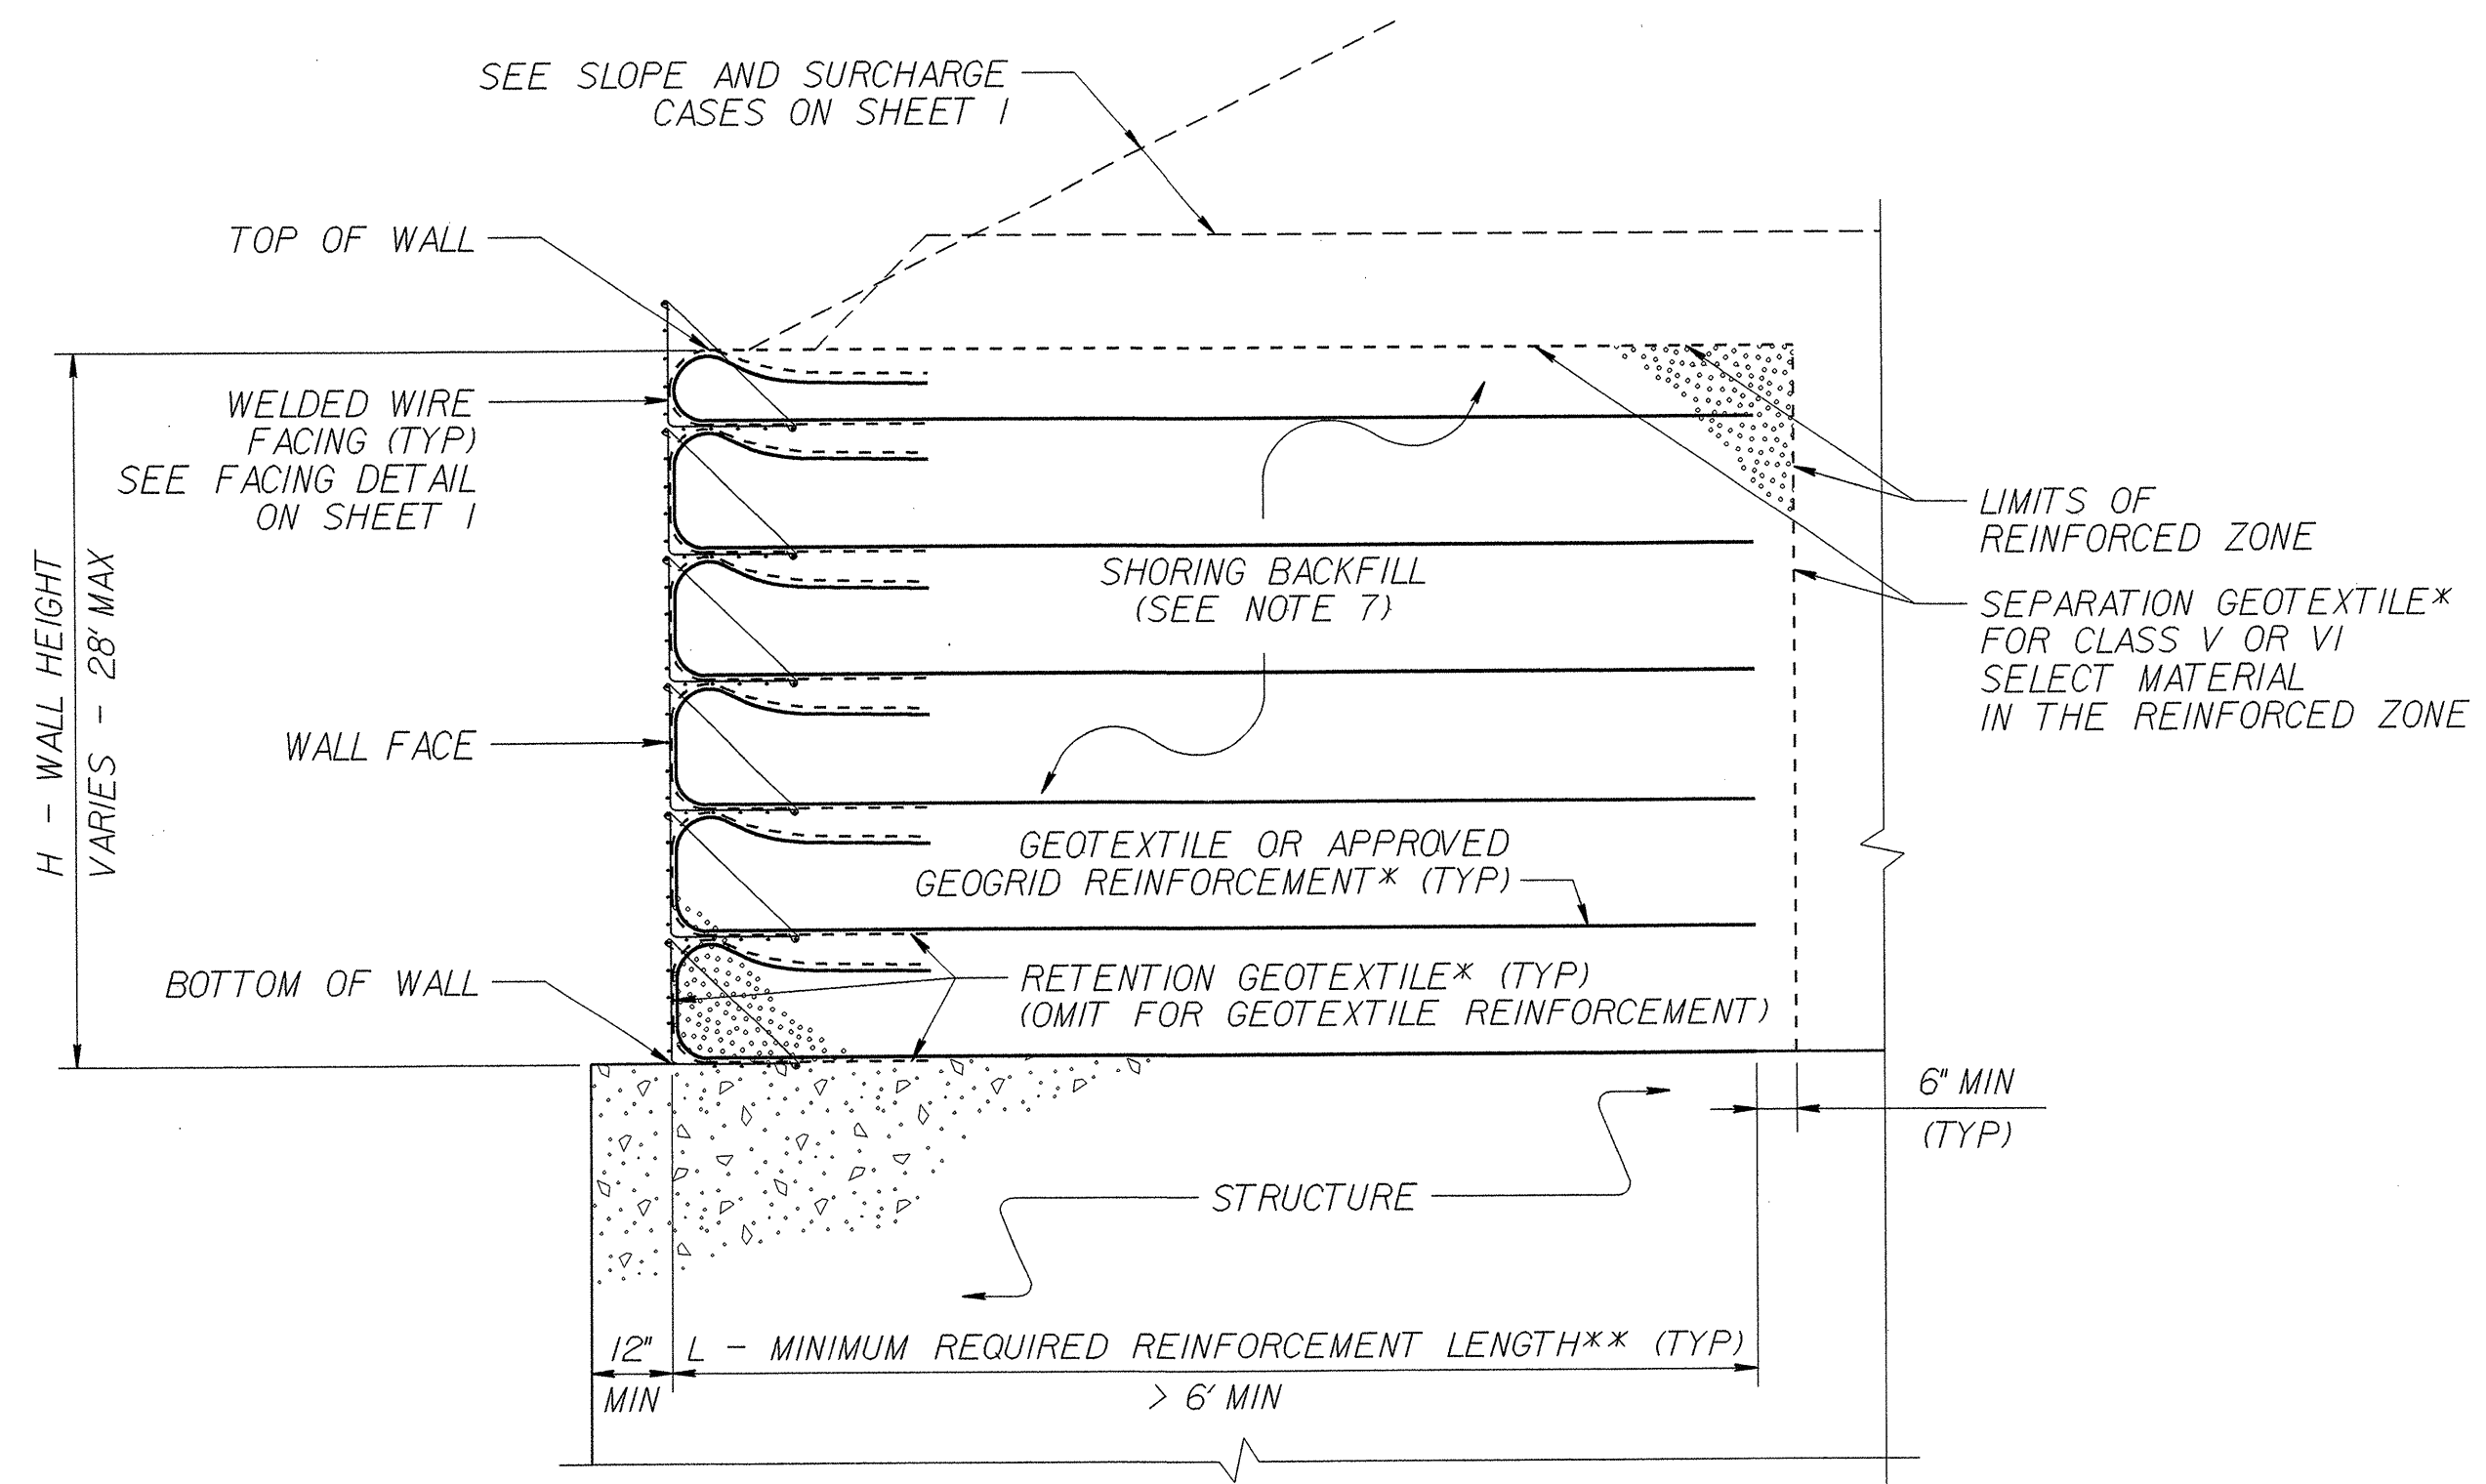 SEE SLOPE AND SURCHARGE
CASES ON SHEET 1
TOP OF WALL
WELDED WIRE
FACING (TYP)
SEE FACING DETAIL
ON SHEET 1
H - WALL HEIGHT
VARIES - 28' MAX
LIMITS OF
REINFORCED ZONE
SHORING BACKFILL
(SEE NOTE 7)
SEPARATION GEOTEXTILE*
FOR CLASS V OR VI
SELECT MATERIAL
IN THE REINFORCED ZONE
WALL FACE
GEOTEXTILE OR APPROVED
GEOGRID REINFORCEMENT* (TYP)
BOTTOM OF WALL
RETENTION GEOTEXTILE* (TYP)
(OMIT FOR GEOTEXTILE REINFORCEMENT)
6" MIN
(TYP)
STRUCTURE
12"
MIN
L - MINIMUM REQUIRED REINFORCEMENT LENGTH** (TYP)
> 6' MIN